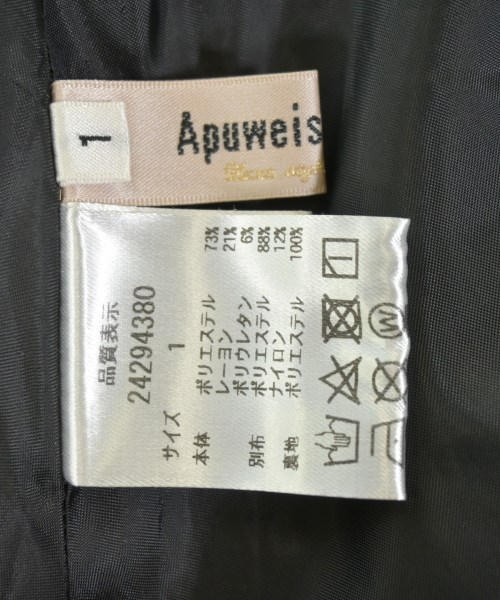 1
Apuweis
品質表示
24294380
サイズ 1
本体 ポリエステル 73%
レーヨン 21%
ポリウレタン 6%
別布 ポリエステル 88%
ナイロン 12%
裏地 ポリエステル 100%
W